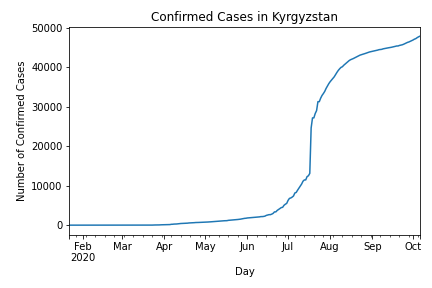 Confirmed Cases in Kyrgyzstan
50000
40000
30000
20000
10000
0
Number of Confirmed Cases
Feb Mar Apr May Jun Jul Aug Sep Oct
2020
Day